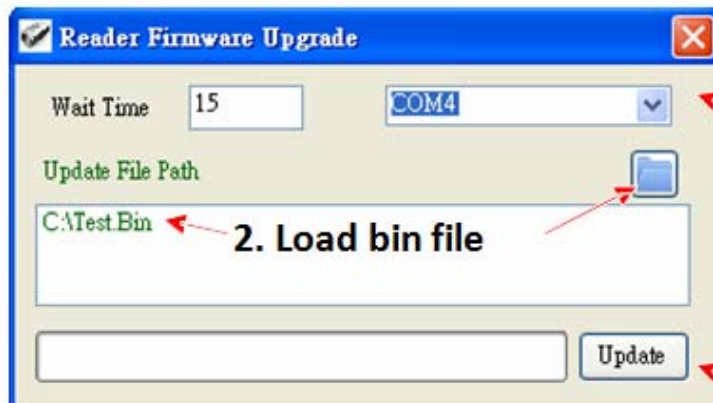 Reader Firmware Upgrade
Wait Time 15 COM4
Update File Path
C:\Test.Bin
2. Load bin file
Update